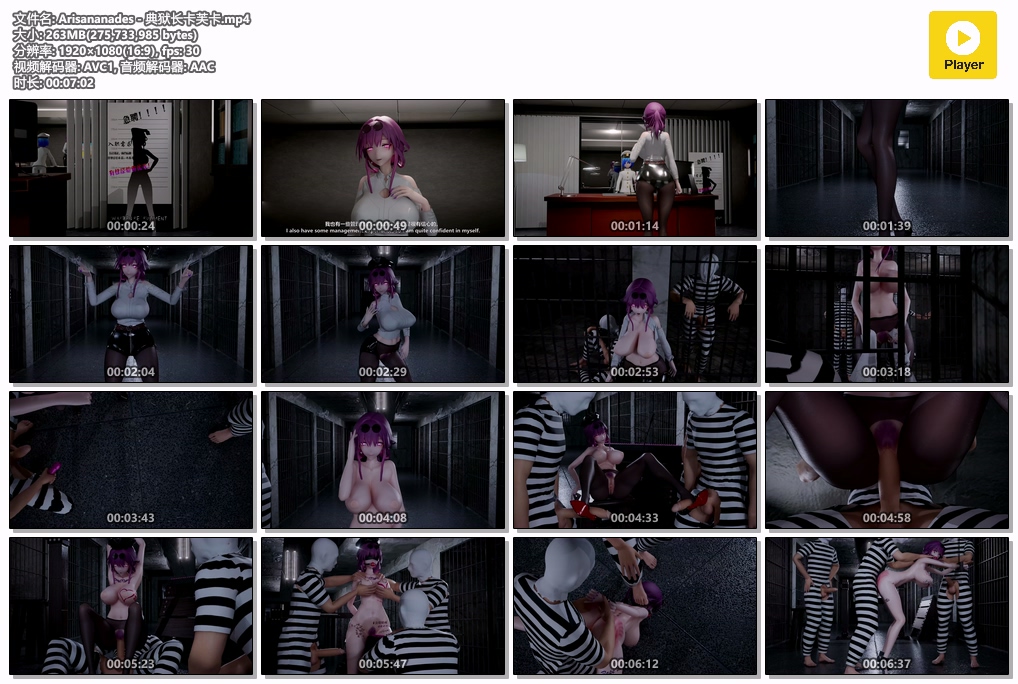 文件名: Arisananades - 典狱长卡芙卡.mp4
大小: 263MB(275,733,985 bytes)
分辨率: 1920×1080(16:9), fps: 30
视频解码器: AVC1, 音频解码器: AAC
时长: 00:07:02
Player
急聘!!!!
00:00:24
I also have some
quite confident in myself.
00:00:49
00:01:14
00:01:39
00:02:04
00:02:29
00:02:53
00:03:18
00:03:43
00:04:08
00:04:33
00:04:58
00:05:23
00:05:47
00:06:12
00:06:37